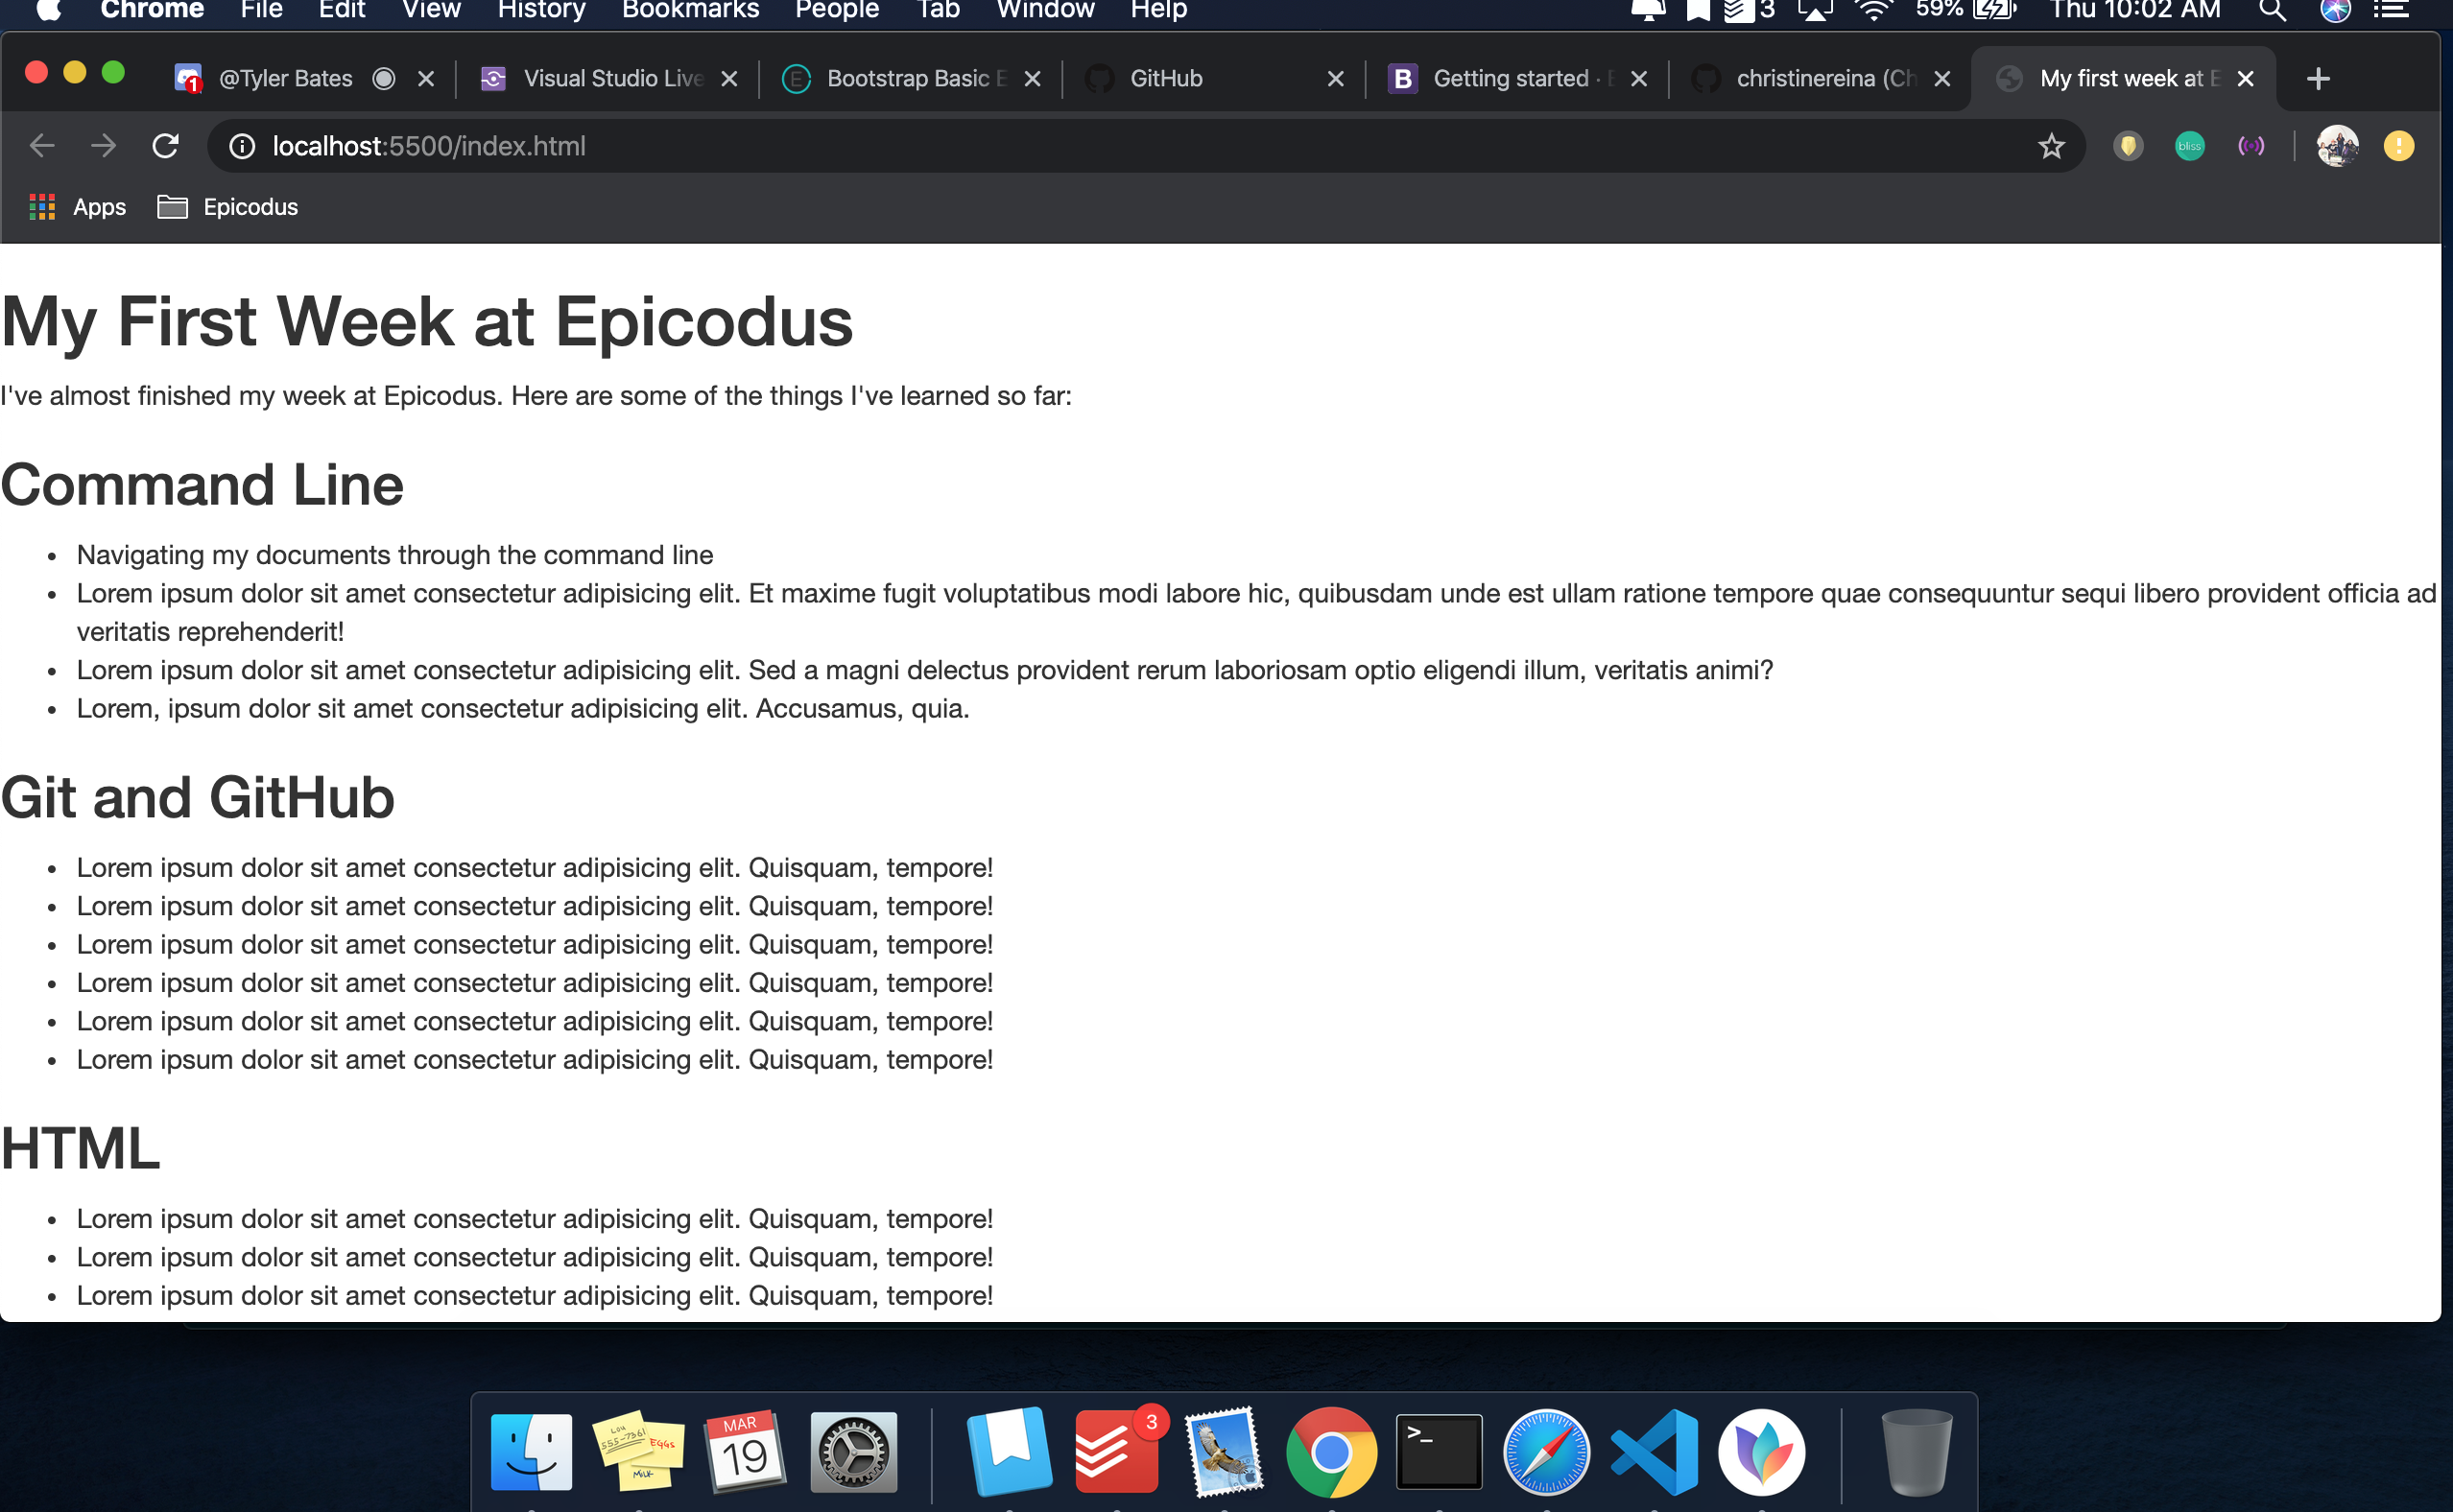 Chrome File Edit View History Bookmarks People Tab Window Help 3 59% Thu 10:02 AM
1 @Tyler Bates Visual Studio Live E Bootstrap Basic E GitHub B Getting started · christinereina (Ch My first week at E
localhost:5500/index.html bliss
Apps Epicodus
My First Week at Epicodus
I've almost finished my week at Epicodus. Here are some of the things I've learned so far:
Command Line
• Navigating my documents through the command line
• Lorem ipsum dolor sit amet consectetur adipisicing elit. Et maxime fugit voluptatibus modi labore hic, quibusdam unde est ullam ratione tempore quae consequuntur sequi libero provident officia ad
veritatis reprehenderit!
• Lorem ipsum dolor sit amet consectetur adipisicing elit. Sed a magni delectus provident rerum laboriosam optio eligendi illum, veritatis animi?
• Lorem, ipsum dolor sit amet consectetur adipisicing elit. Accusamus, quia.
Git and GitHub
• Lorem ipsum dolor sit amet consectetur adipisicing elit. Quisquam, tempore!
• Lorem ipsum dolor sit amet consectetur adipisicing elit. Quisquam, tempore!
• Lorem ipsum dolor sit amet consectetur adipisicing elit. Quisquam, tempore!
• Lorem ipsum dolor sit amet consectetur adipisicing elit. Quisquam, tempore!
• Lorem ipsum dolor sit amet consectetur adipisicing elit. Quisquam, tempore!
• Lorem ipsum dolor sit amet consectetur adipisicing elit. Quisquam, tempore!
HTML
• Lorem ipsum dolor sit amet consectetur adipisicing elit. Quisquam, tempore!
• Lorem ipsum dolor sit amet consectetur adipisicing elit. Quisquam, tempore!
• Lorem ipsum dolor sit amet consectetur adipisicing elit. Quisquam, tempore!
LOU
555-7361
EGGS
MILK
MAR
19
3
>_